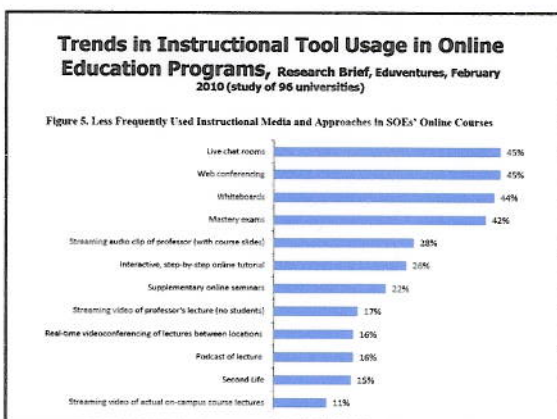 Trends in Instructional Tool Usage in Online
Education Programs, Research Brief, Eduventures, February
2010 (study of 96 universities)
Figure 5. Less Frequently Used Instructional Media and Approaches in SOEs' Online Courses
Live chat rooms 45%
Web conferencing 45%
Whiteboards 44%
Mastery exams 42%
Streaming audio clip of professor (with course slides) 28%
Interactive, step-by-step online tutorial 26%
Supplementary online seminars 22%
Streaming video of professor's lecture (no students) 17%
Real-time videoconferencing of lectures between locations 16%
Podcast of lecture 16%
Second Life 15%
Streaming video of actual on-campus course lectures 11%